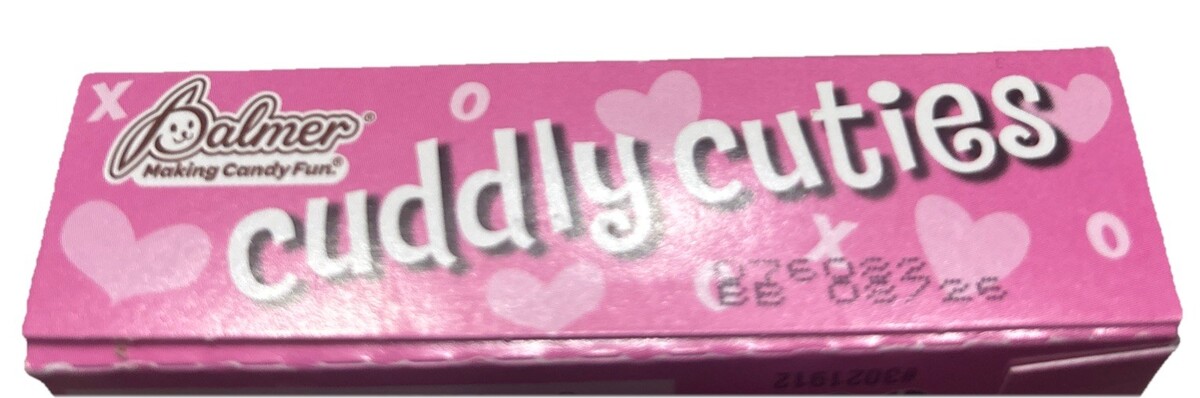 x
o
Palmer®
Making Candy Fun.®
cuddly cuties
x
o
#3021912